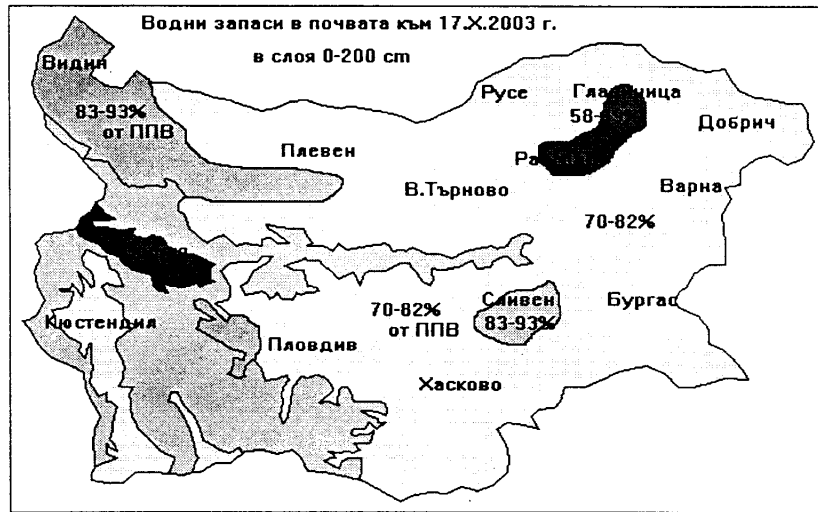 Водни запаси в почвата към 17.X.2003 г.
в слоя 0-200 cm
Видин
83-93%
от ППВ
Русе
Добрич
Плевен
В.Търново
Варна
70-82%
Кюстендил
Пловдив
70-82%
от ППВ
Сливен
83-93%
Бургас
Хасково